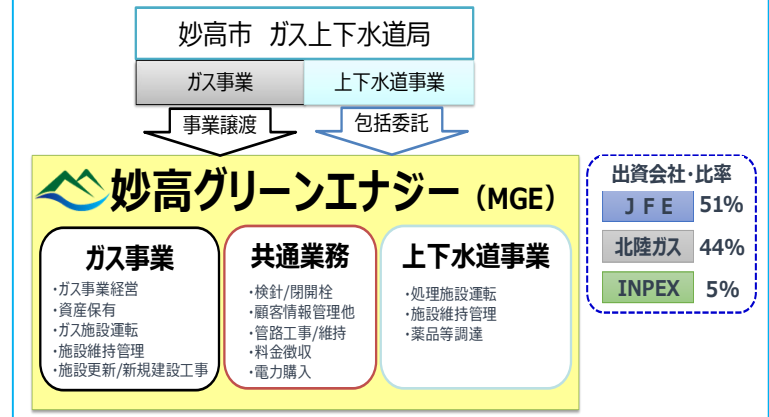 妙高市 ガス上下水道局
ガス事業
上下水道事業
事業譲渡
包括委託
妙高グリーンエナジー(MGE)
ガス事業
・ガス事業経営
・資産保有
・ガス施設運転
・施設維持管理
・施設更新/新規建設工事
共通業務
・検針/閉開栓
・顧客情報管理他
・管路工事/維持
・料金徴収
・電力購入
上下水道事業
・処理施設運転
・施設維持管理
・薬品等調達
出資会社・比率
JFE 51%
北陸ガス 44%
INPEX 5%